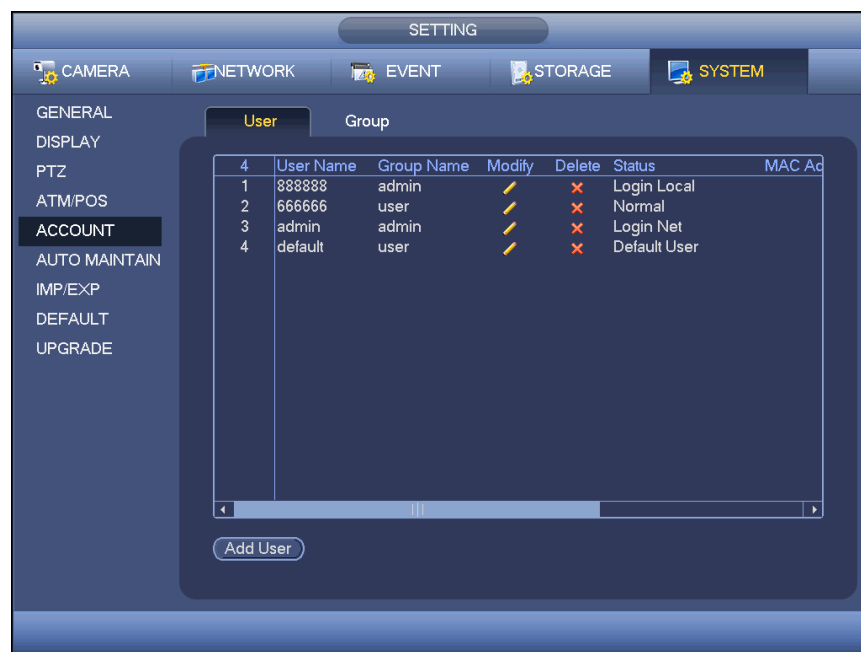 SETTING
CAMERA NETWORK EVENT STORAGE SYSTEM
GENERAL
DISPLAY
PTZ
ATM/POS
ACCOUNT
AUTO MAINTAIN
IMP/EXP
DEFAULT
UPGRADE
User Group
4 User Name Group Name Modify Delete Status MAC Ad
1 888888 admin Login Local
2 666666 user Normal
3 admin admin Login Net
4 default user Default User
Add User